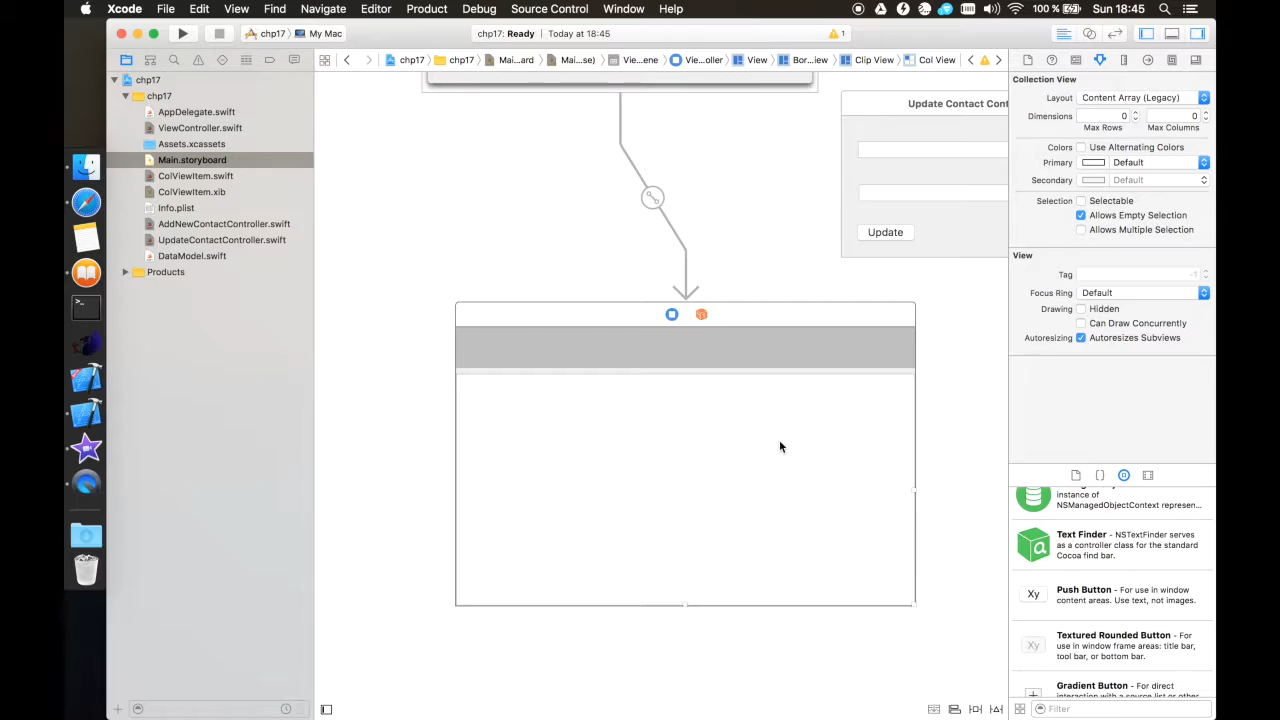 Xcode File Edit View Find Navigate Editor Product Debug Source Control Window Help 100 % Sun 18:45
chp17 My Mac chp17: Ready Today at 18:45 1
chp17 chp17 Mai...ard Mai...se) Vie...ene Vie...oller View Bor...iew Clip View Col View
chp17
chp17
AppDelegate.swift
ViewController.swift
Assets.xcassets
Main.storyboard
ColViewItem.swift
ColViewItem.xib
Info.plist
AddNewContactController.swift
UpdateContactController.swift
DataModel.swift
Products
Update Contact Cont
Update
Collection View
Layout Content Array (Legacy)
Dimensions 0 0
Max Rows Max Columns
Colors Use Alternating Colors
Primary Default
Secondary Default
Selection Selectable
Allows Empty Selection
Allows Multiple Selection
View
Tag -1
Focus Ring Default
Drawing Hidden
Can Draw Concurrently
Autoresizing Autoresizes Subviews
instance of
NSManagedObjectContext represen...
Text Finder - NSTextFinder serves
as a controller class for the standard
Cocoa find bar.
Xy Push Button - For use in window
content areas. Use text, not images.
Xy Textured Rounded Button - For
use in window frame areas: title bar,
tool bar, or bottom bar.
Gradient Button - For direct
interaction with a source list or other
Filter